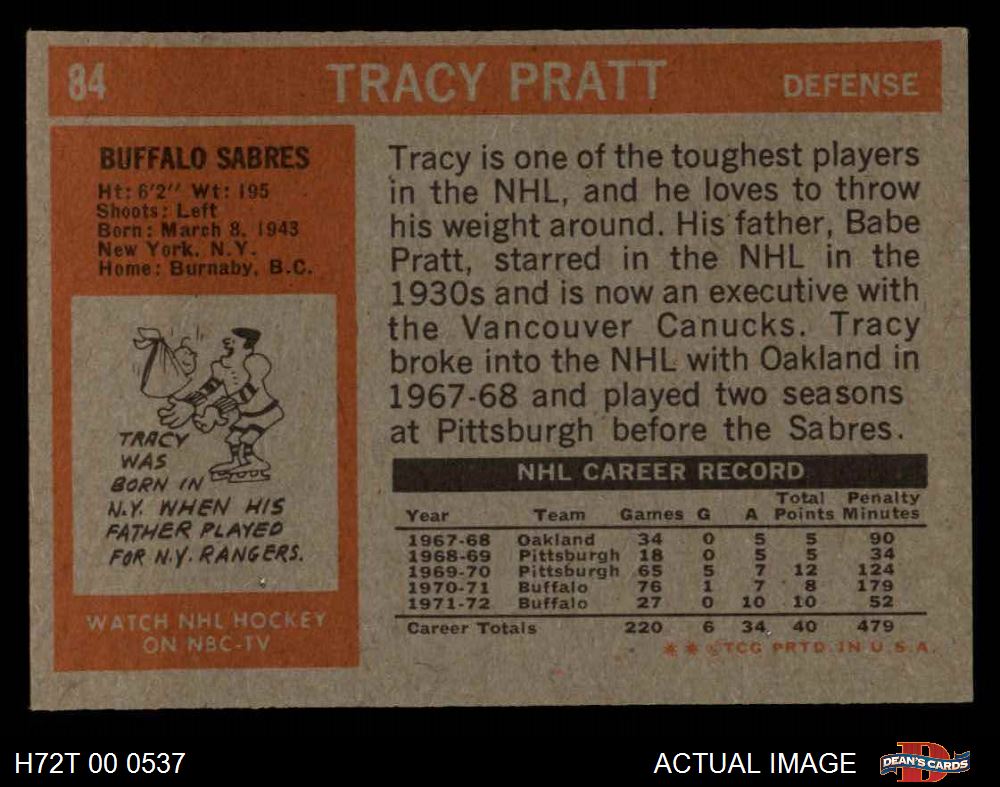 84 TRACY PRATT DEFENSE
BUFFALO SABRES
Ht: 6'2" Wt: 195
Shoots: Left
Born: March 8, 1943
New York, N.Y.
Home: Burnaby, B.C.
TRACY
WAS
BORN IN
N.Y. WHEN HIS
FATHER PLAYED
FOR N.Y. RANGERS.
WATCH NHL HOCKEY
ON NBC-TV
Tracy is one of the toughest players
in the NHL, and he loves to throw
his weight around. His father, Babe
Pratt, starred in the NHL in the
1930s and is now an executive with
the Vancouver Canucks. Tracy
broke into the NHL with Oakland in
1967-68 and played two seasons
at Pittsburgh before the Sabres.
NHL CAREER RECORD
Total Penalty
Year Team Games G A Points Minutes
1967-68 Oakland 34 0 5 5 90
1968-69 Pittsburgh 18 0 5 5 34
1969-70 Pittsburgh 65 5 7 12 124
1970-71 Buffalo 76 1 7 8 179
1971-72 Buffalo 27 0 10 10 52
Career Totals 220 6 34 40 479
* * © TCG PRTD. IN U.S.A.
H72T 00 0537 ACTUAL IMAGE DEAN'S CARDS